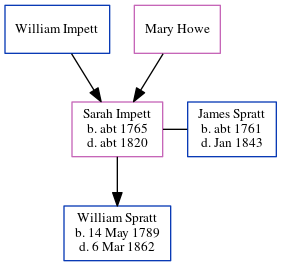 William Impett
Mary Howe
Sarah Impett
b. abt 1765
d. abt 1820
James Spratt
b. abt 1761
d. Jan 1843
William Spratt
b. 14 May 1789
d. 6 Mar 1862